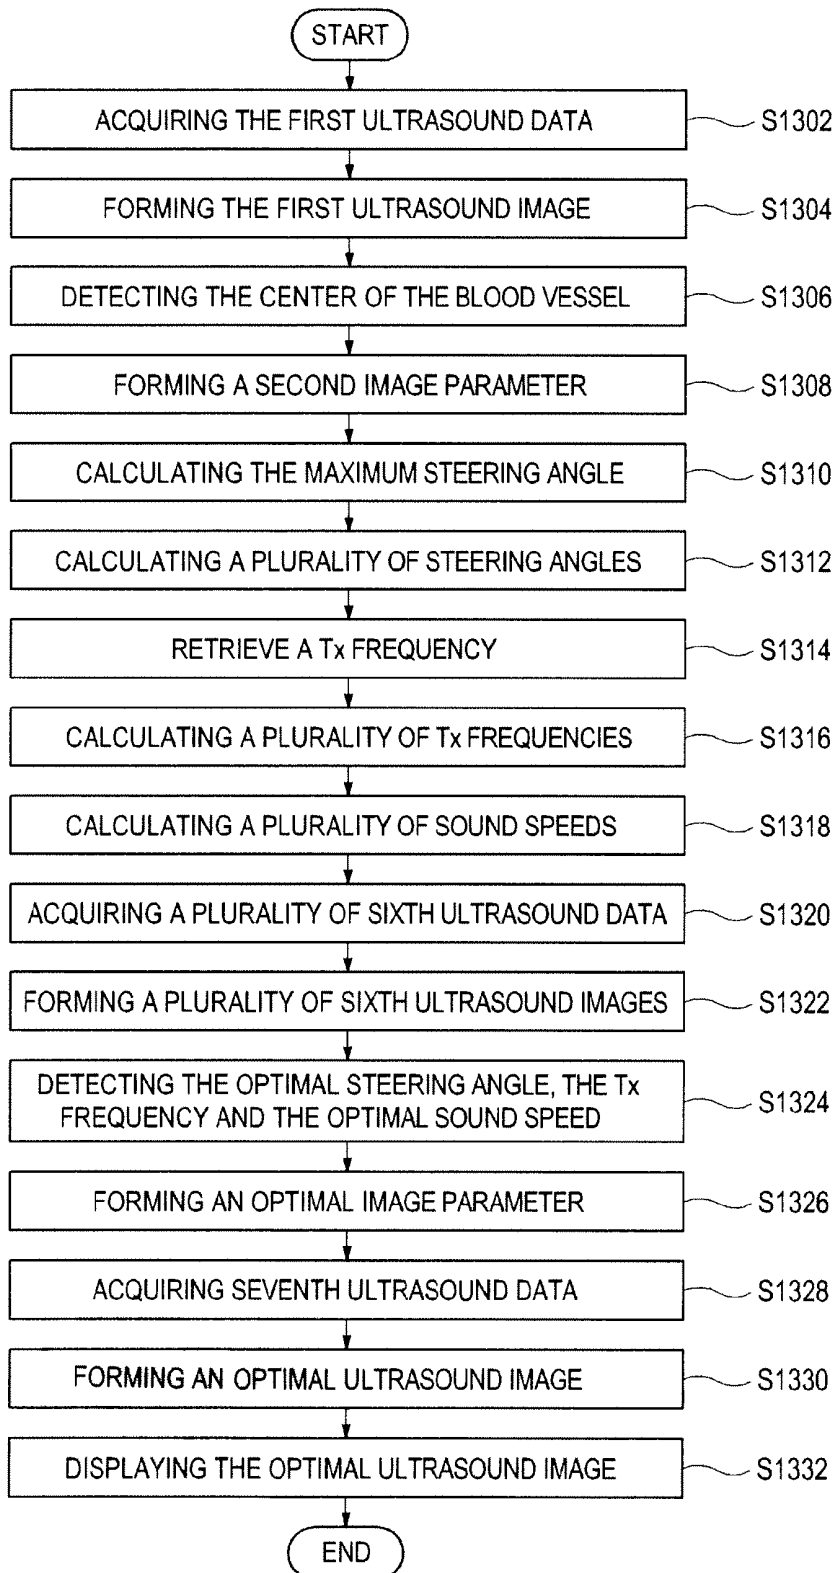 START
ACQUIRING THE FIRST ULTRASOUND DATA S1302
FORMING THE FIRST ULTRASOUND IMAGE S1304
DETECTING THE CENTER OF THE BLOOD VESSEL S1306
FORMING A SECOND IMAGE PARAMETER S1308
CALCULATING THE MAXIMUM STEERING ANGLE S1310
CALCULATING A PLURALITY OF STEERING ANGLES S1312
RETRIEVE A Tx FREQUENCY S1314
CALCULATING A PLURALITY OF Tx FREQUENCIES S1316
CALCULATING A PLURALITY OF SOUND SPEEDS S1318
ACQUIRING A PLURALITY OF SIXTH ULTRASOUND DATA S1320
FORMING A PLURALITY OF SIXTH ULTRASOUND IMAGES S1322
DETECTING THE OPTIMAL STEERING ANGLE, THE Tx
FREQUENCY AND THE OPTIMAL SOUND SPEED S1324
FORMING AN OPTIMAL IMAGE PARAMETER S1326
ACQUIRING SEVENTH ULTRASOUND DATA S1328
FORMING AN OPTIMAL ULTRASOUND IMAGE S1330
DISPLAYING THE OPTIMAL ULTRASOUND IMAGE S1332
END